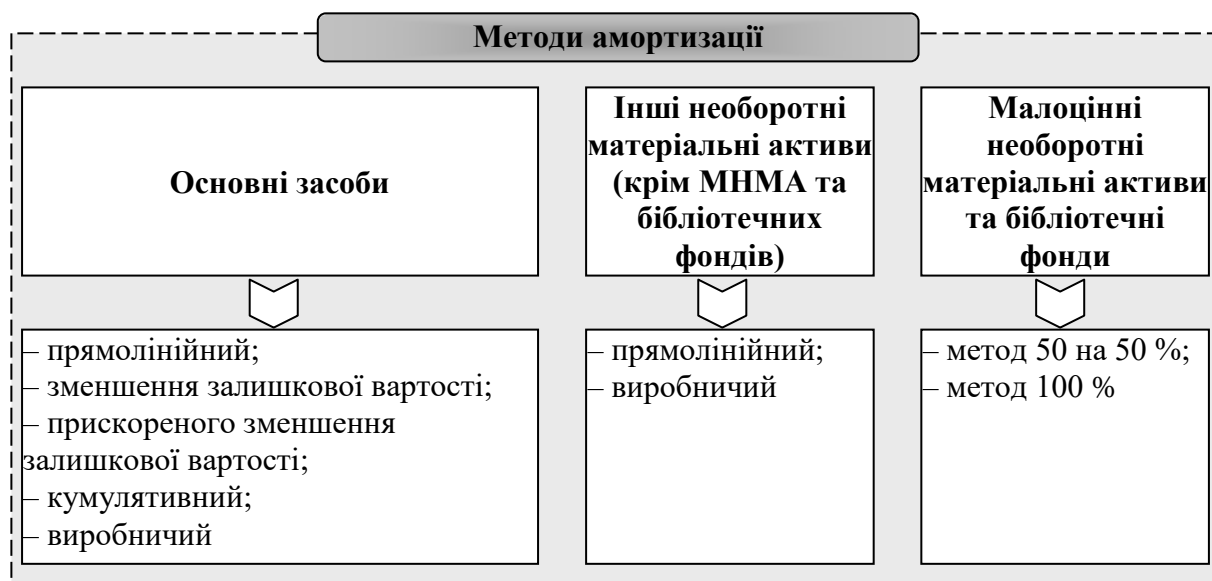 Методи амортизації
Основні засоби
Інші необоротні
матеріальні активи
(крім МНМА та
бібліотечних
фондів)
Малоцінні
необоротні
матеріальні активи
та бібліотечні
фонди
– прямолінійний;
– зменшення залишкової вартості;
– прискореного зменшення
залишкової вартості;
– кумулятивний;
– виробничий
– прямолінійний;
– виробничий
– метод 50 на 50 %;
– метод 100 %